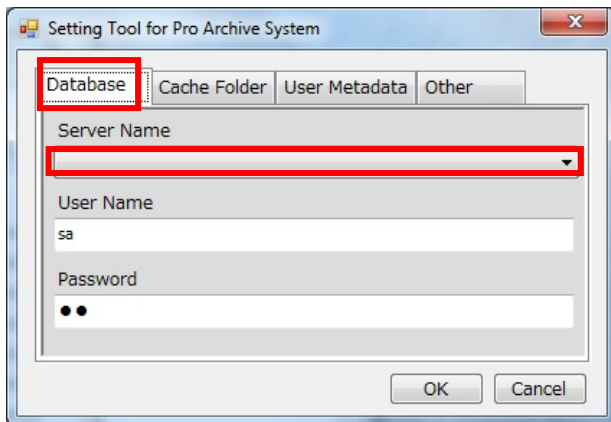 Setting Tool for Pro Archive System
Database Cache Folder User Metadata Other
Server Name
User Name
sa
Password
●●
OK Cancel